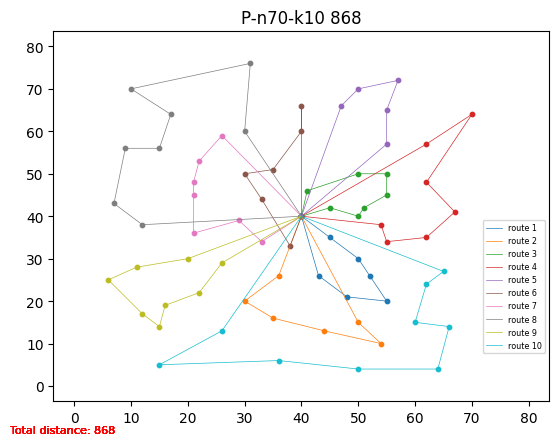 P-n70-k10 868
80
70
60
50
40
30
20
10
0
0 10 20 30 40 50 60 70 80
route 1
route 2
route 3
route 4
route 5
route 6
route 7
route 8
route 9
route 10
Total distance: 868